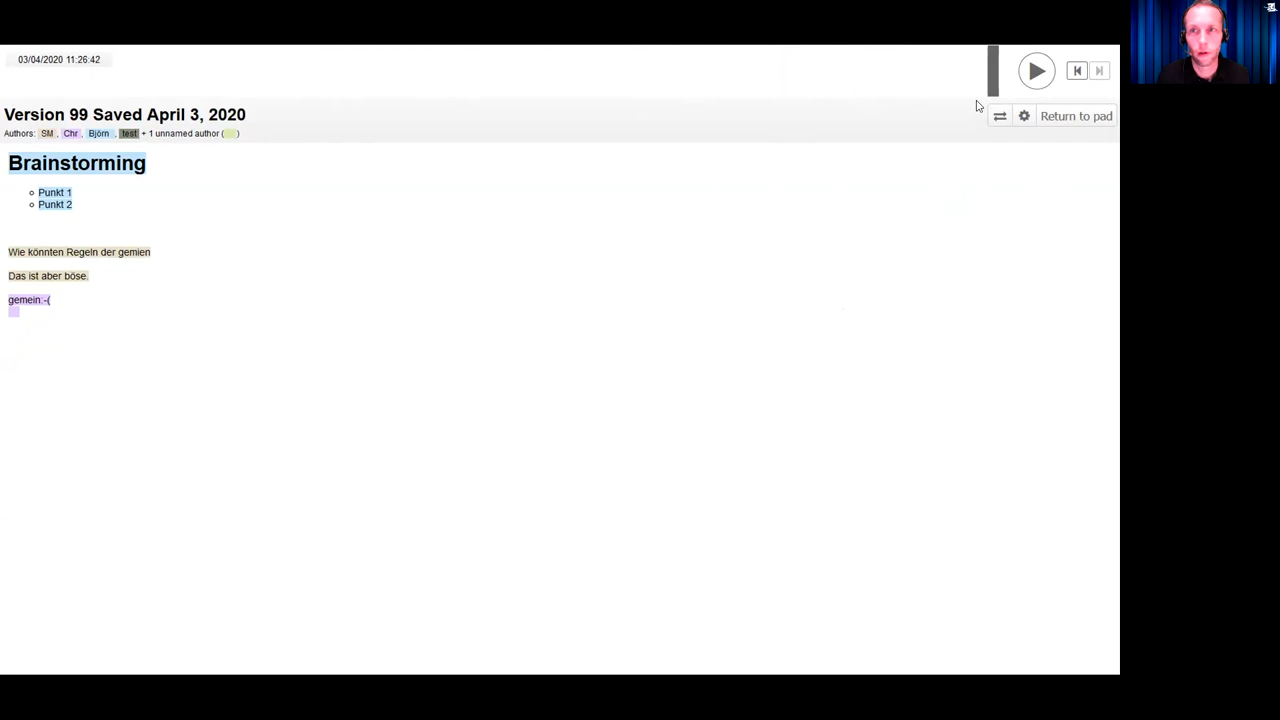 03/04/2020 11:26:42
Version 99 Saved April 3, 2020
Return to pad
Authors: SM , Chr , Björn , test + 1 unnamed author ( )
Brainstorming
Punkt 1
Punkt 2
Wie könnten Regeln der gemien
Das ist aber böse.
gemein:-(